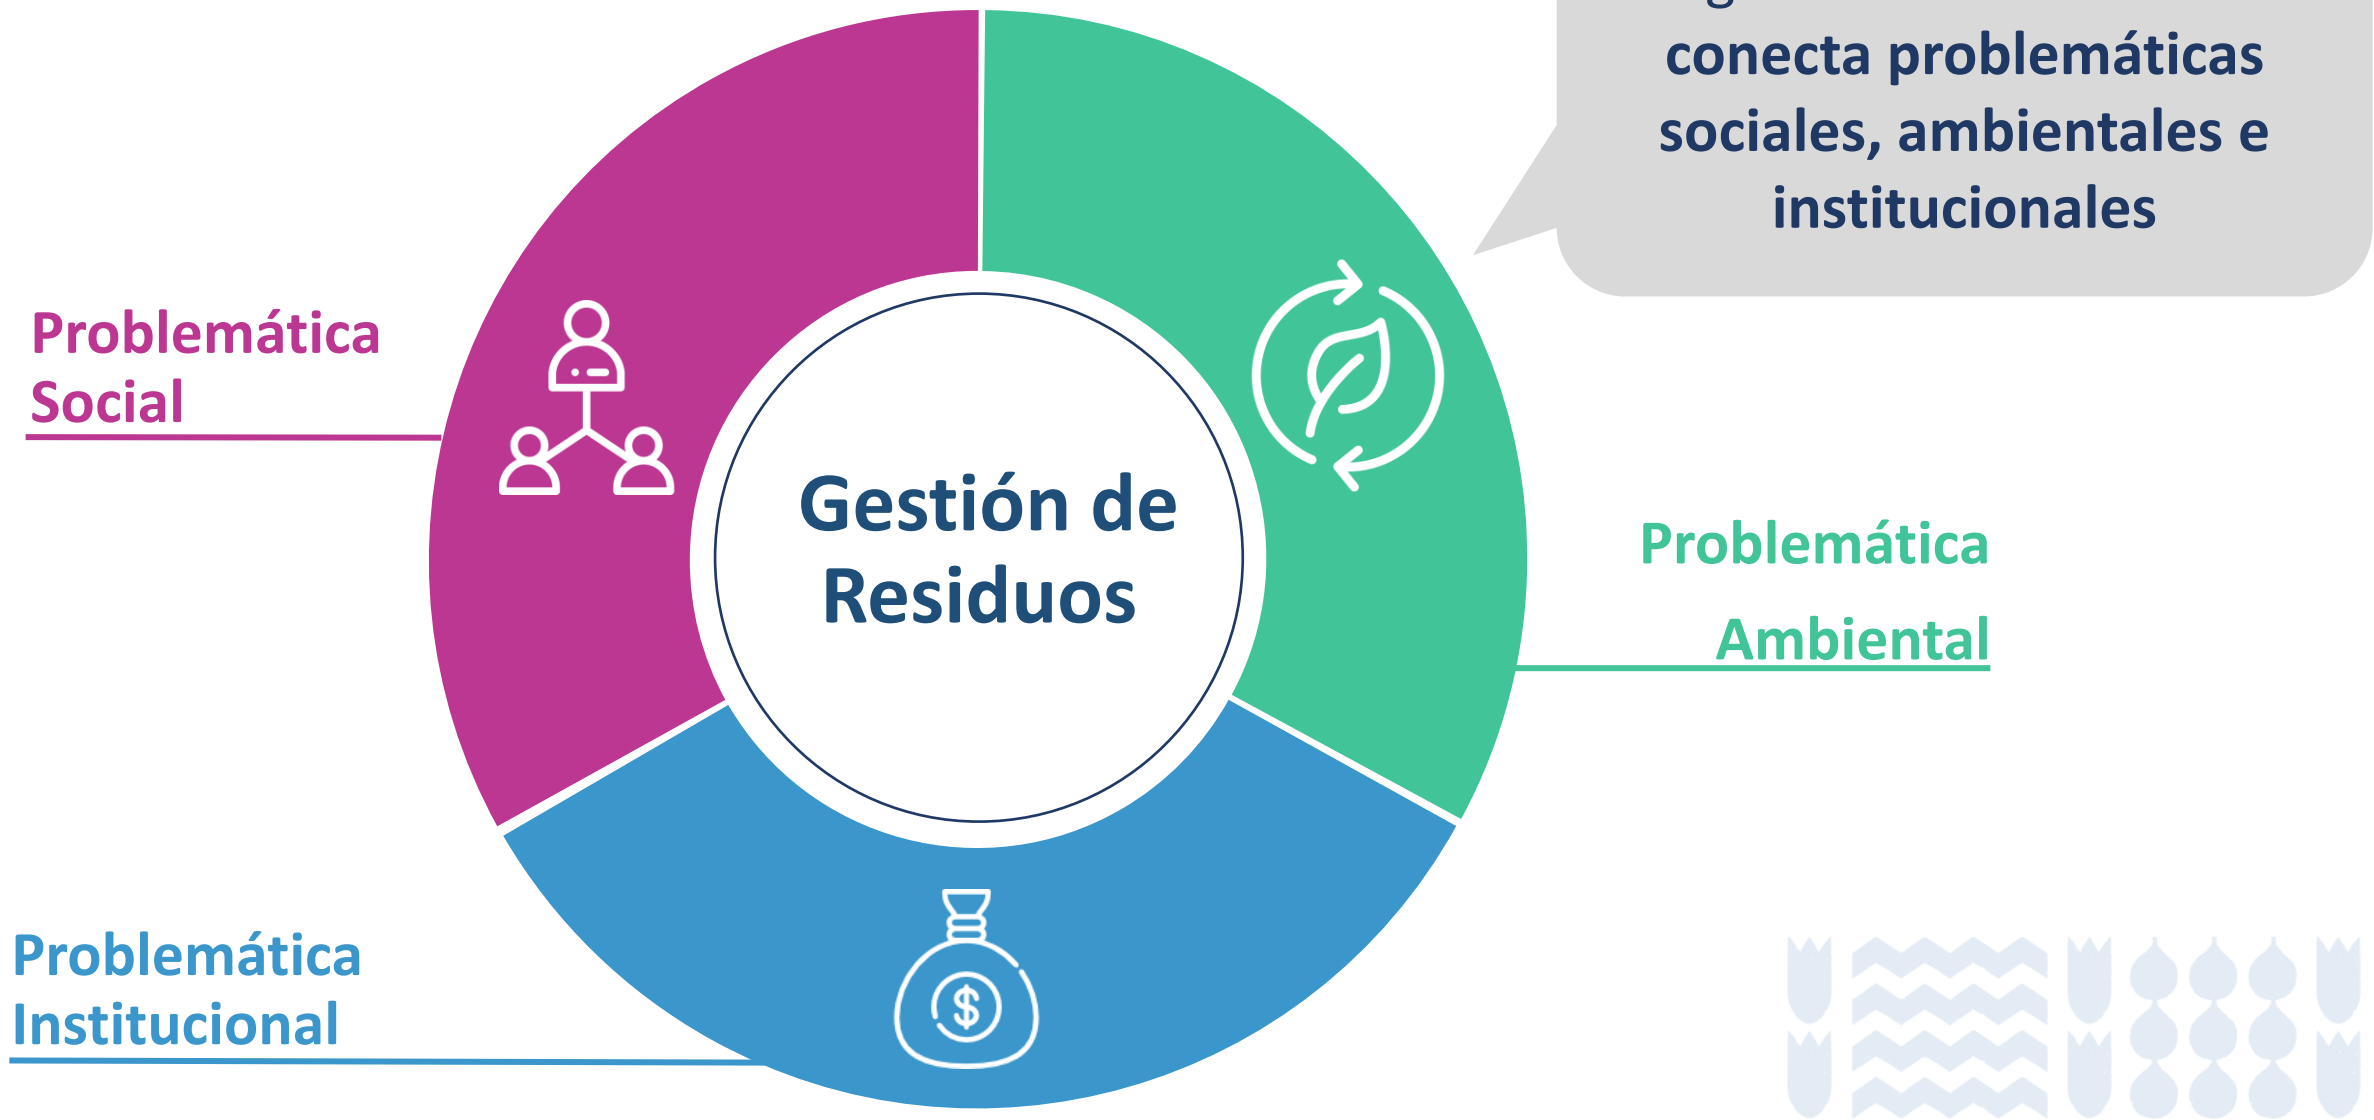 conecta problemáticas
sociales, ambientales e
institucionales
Problemática
Social
Gestión de
Residuos
Problemática
Ambiental
Problemática
Institucional
$